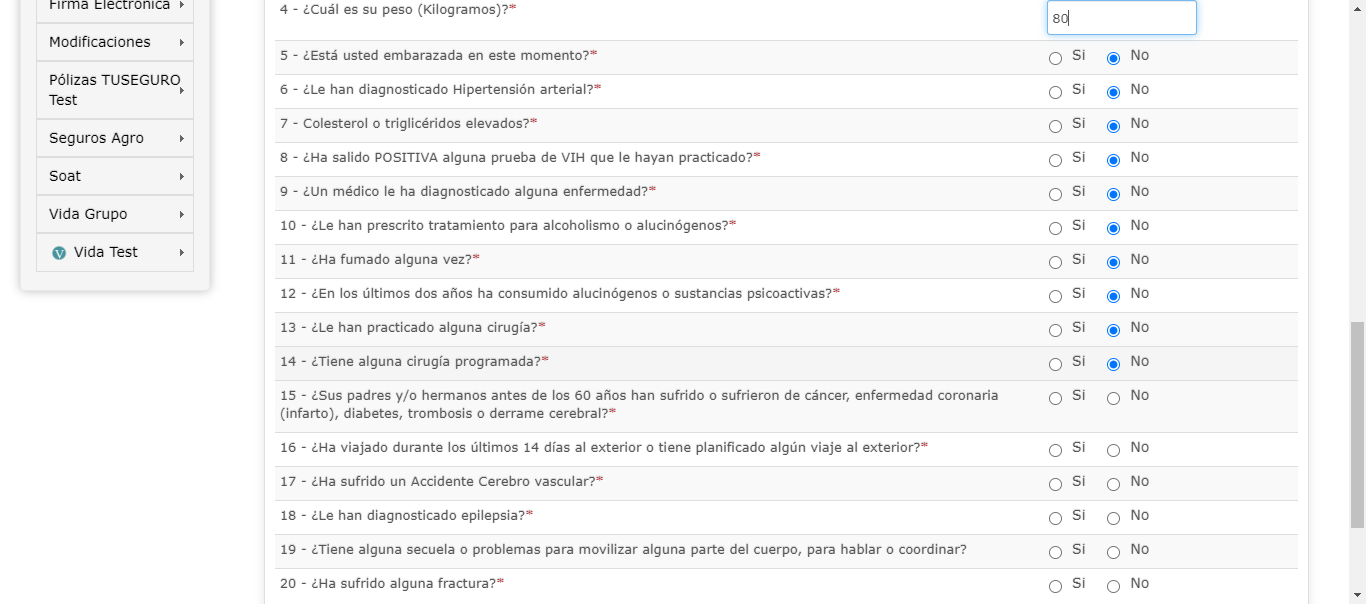 Firma Electrónica
Modificaciones
Pólizas TUSEGURO
Test
Seguros Agro
Soat
Vida Grupo
V Vida Test
4 - ¿Cuál es su peso (Kilogramos)?* 80
5 - ¿Está usted embarazada en este momento?* Si No
6 - ¿Le han diagnosticado Hipertensión arterial?* Si No
7 - Colesterol o triglicéridos elevados?* Si No
8 - ¿Ha salido POSITIVA alguna prueba de VIH que le hayan practicado?* Si No
9 - ¿Un médico le ha diagnosticado alguna enfermedad?* Si No
10 - ¿Le han prescrito tratamiento para alcoholismo o alucinógenos?* Si No
11 - ¿Ha fumado alguna vez?* Si No
12 - ¿En los últimos dos años ha consumido alucinógenos o sustancias psicoactivas?* Si No
13 - ¿Le han practicado alguna cirugía?* Si No
14 - ¿Tiene alguna cirugía programada?* Si No
15 - ¿Sus padres y/o hermanos antes de los 60 años han sufrido o sufrieron de cáncer, enfermedad coronaria Si No
(infarto), diabetes, trombosis o derrame cerebral?*
16 - ¿Ha viajado durante los últimos 14 días al exterior o tiene planificado algún viaje al exterior?* Si No
17 - ¿Ha sufrido un Accidente Cerebro vascular?* Si No
18 - ¿Le han diagnosticado epilepsia?* Si No
19 - ¿Tiene alguna secuela o problemas para movilizar alguna parte del cuerpo, para hablar o coordinar? Si No
20 - ¿Ha sufrido alguna fractura?* Si No